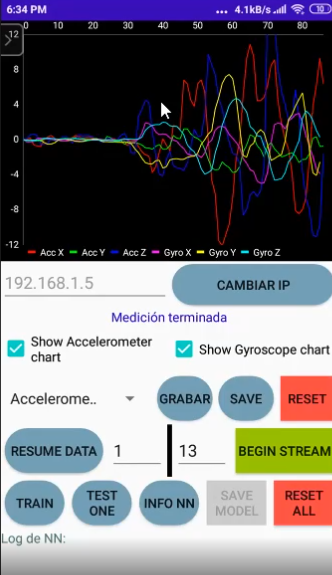 6:34 PM ... 4.1kB/s 10
0 10 20 30 40 50 60 70 80
12
8
4
0
-4
-8
-12
Acc X Acc Y Acc Z Gyro X Gyro Y Gyro Z
192.168.1.5 CAMBIAR IP
Medición terminada
Show Accelerometer chart
Show Gyroscope chart
Accelerome.. GRABAR SAVE RESET
RESUME DATA 1 13 BEGIN STREAM
TRAIN TEST ONE INFO NN SAVE MODEL RESET ALL
Log de NN: